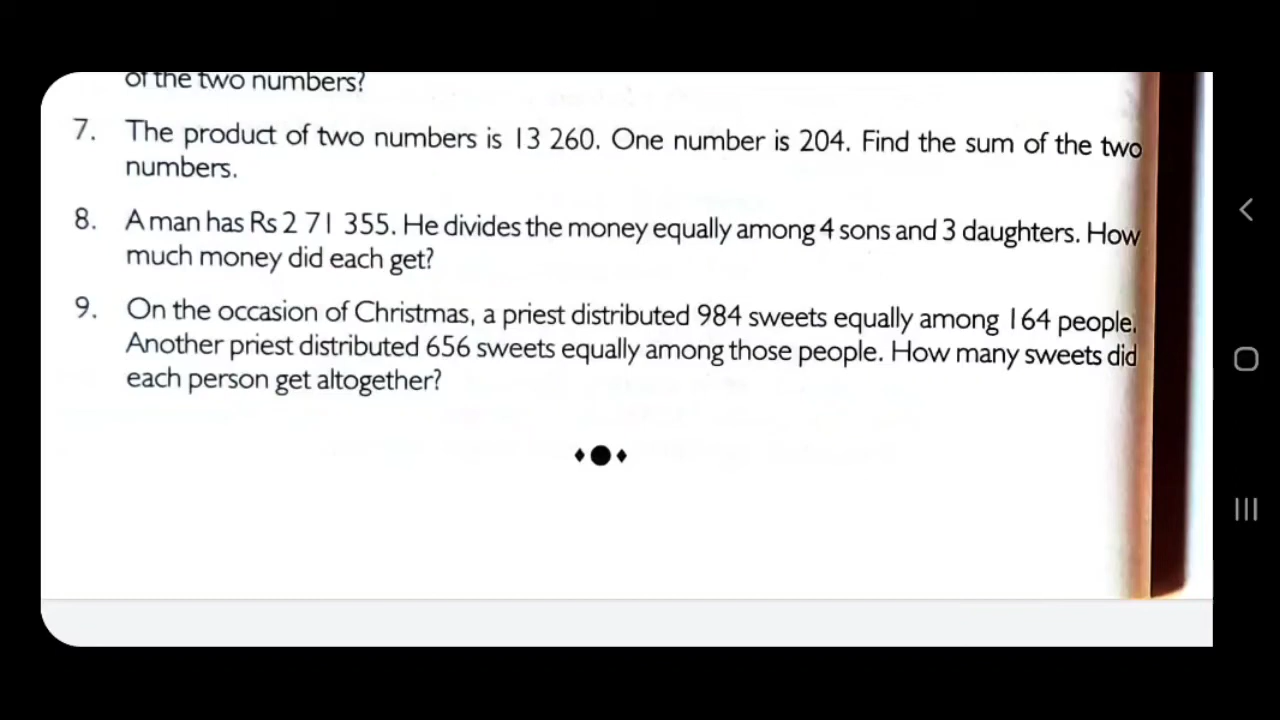 of the two numbers?
7. The product of two numbers is 13 260. One number is 204. Find the sum of the two
numbers.
8. A man has Rs 2 71 355. He divides the money equally among 4 sons and 3 daughters. How
much money did each get?
9. On the occasion of Christmas, a priest distributed 984 sweets equally among 164 people.
Another priest distributed 656 sweets equally among those people. How many sweets did
each person get altogether?